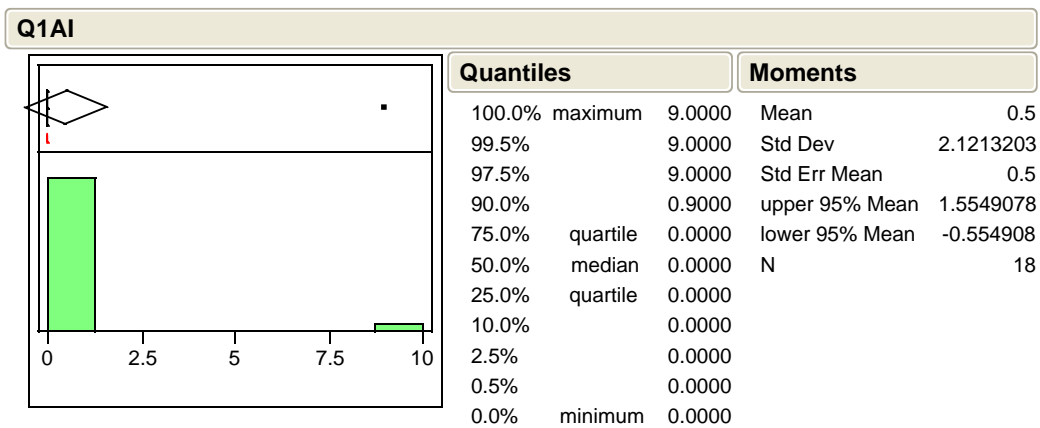 Q1AI
0 2.5 5 7.5 10
Quantiles
100.0% maximum 9.0000
99.5% 9.0000
97.5% 9.0000
90.0% 0.9000
75.0% quartile 0.0000
50.0% median 0.0000
25.0% quartile 0.0000
10.0% 0.0000
2.5% 0.0000
0.5% 0.0000
0.0% minimum 0.0000
Moments
Mean 0.5
Std Dev 2.1213203
Std Err Mean 0.5
upper 95% Mean 1.5549078
lower 95% Mean -0.554908
N 18